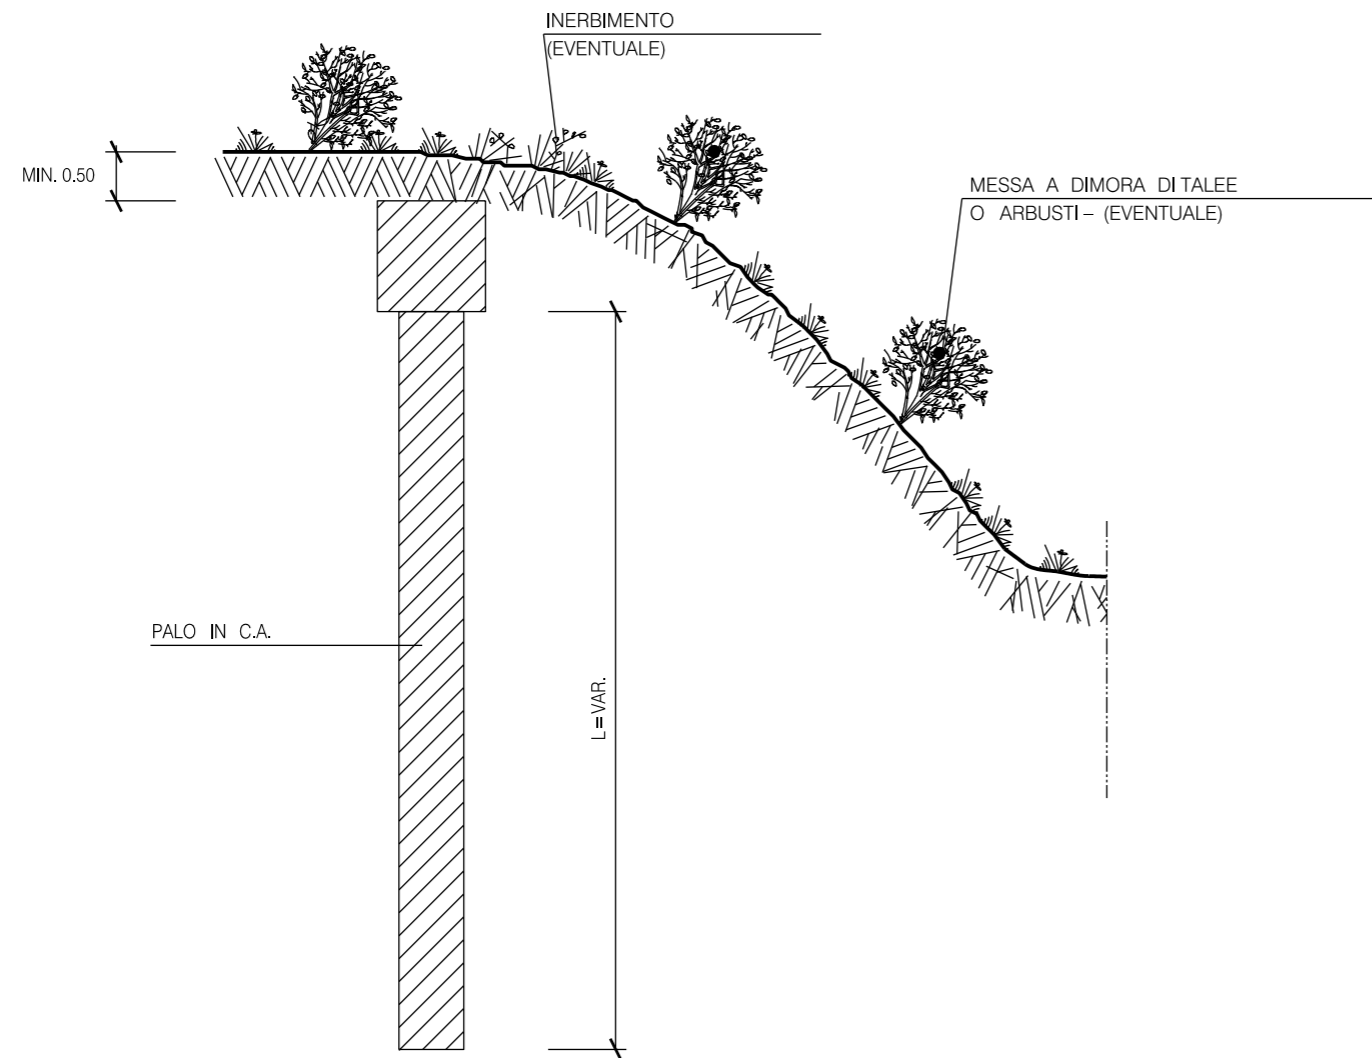 INERBIMENTO
(EVENTUALE)
MIN. 0.50
MESSA A DIMORA DI TALEE
O ARBUSTI - (EVENTUALE)
PALO IN C.A.
L=VAR.